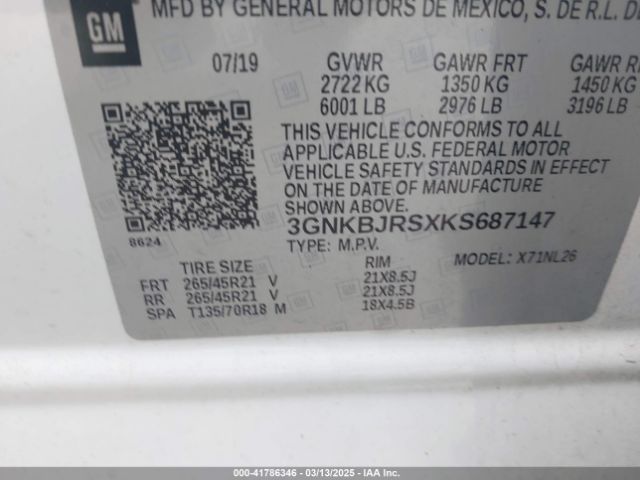 GM
MFD BY GENERAL MOTORS DE MEXICO, S. DE R.L.
07/19 GVWR GAWR FRT GAWR
2722 KG 1350 KG 1450 KG
6001 LB 2976 LB 3196 LB
THIS VEHICLE CONFORMS TO ALL
APPLICABLE U.S. FEDERAL MOTOR
VEHICLE SAFETY STANDARDS IN EFFECT
ON THE DATE OF MANUFACTURE
SHOWN ABOVE.
3GNKBJRSXKS687147
8624
TYPE: M.P.V. MODEL: X71NL26
TIRE SIZE RIM
FRT 265/45R21 V 21X8.5J
RR 265/45R21 V 21X8.5J
SPA T135/70R18 M 18X4.5B
000-41786346 - 03/13/2025 - IAA Inc.